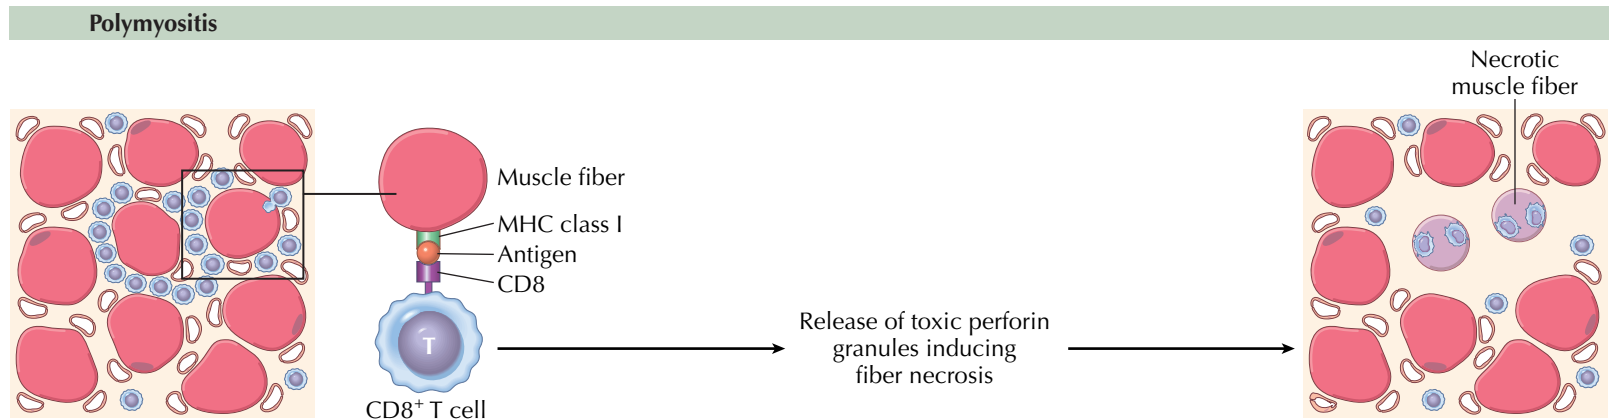 Polymyositis
Necrotic
muscle fiber
Muscle fiber
MHC class I
Antigen
CD8
T
CD8⁺ T cell
Release of toxic perforin
granules inducing
fiber necrosis